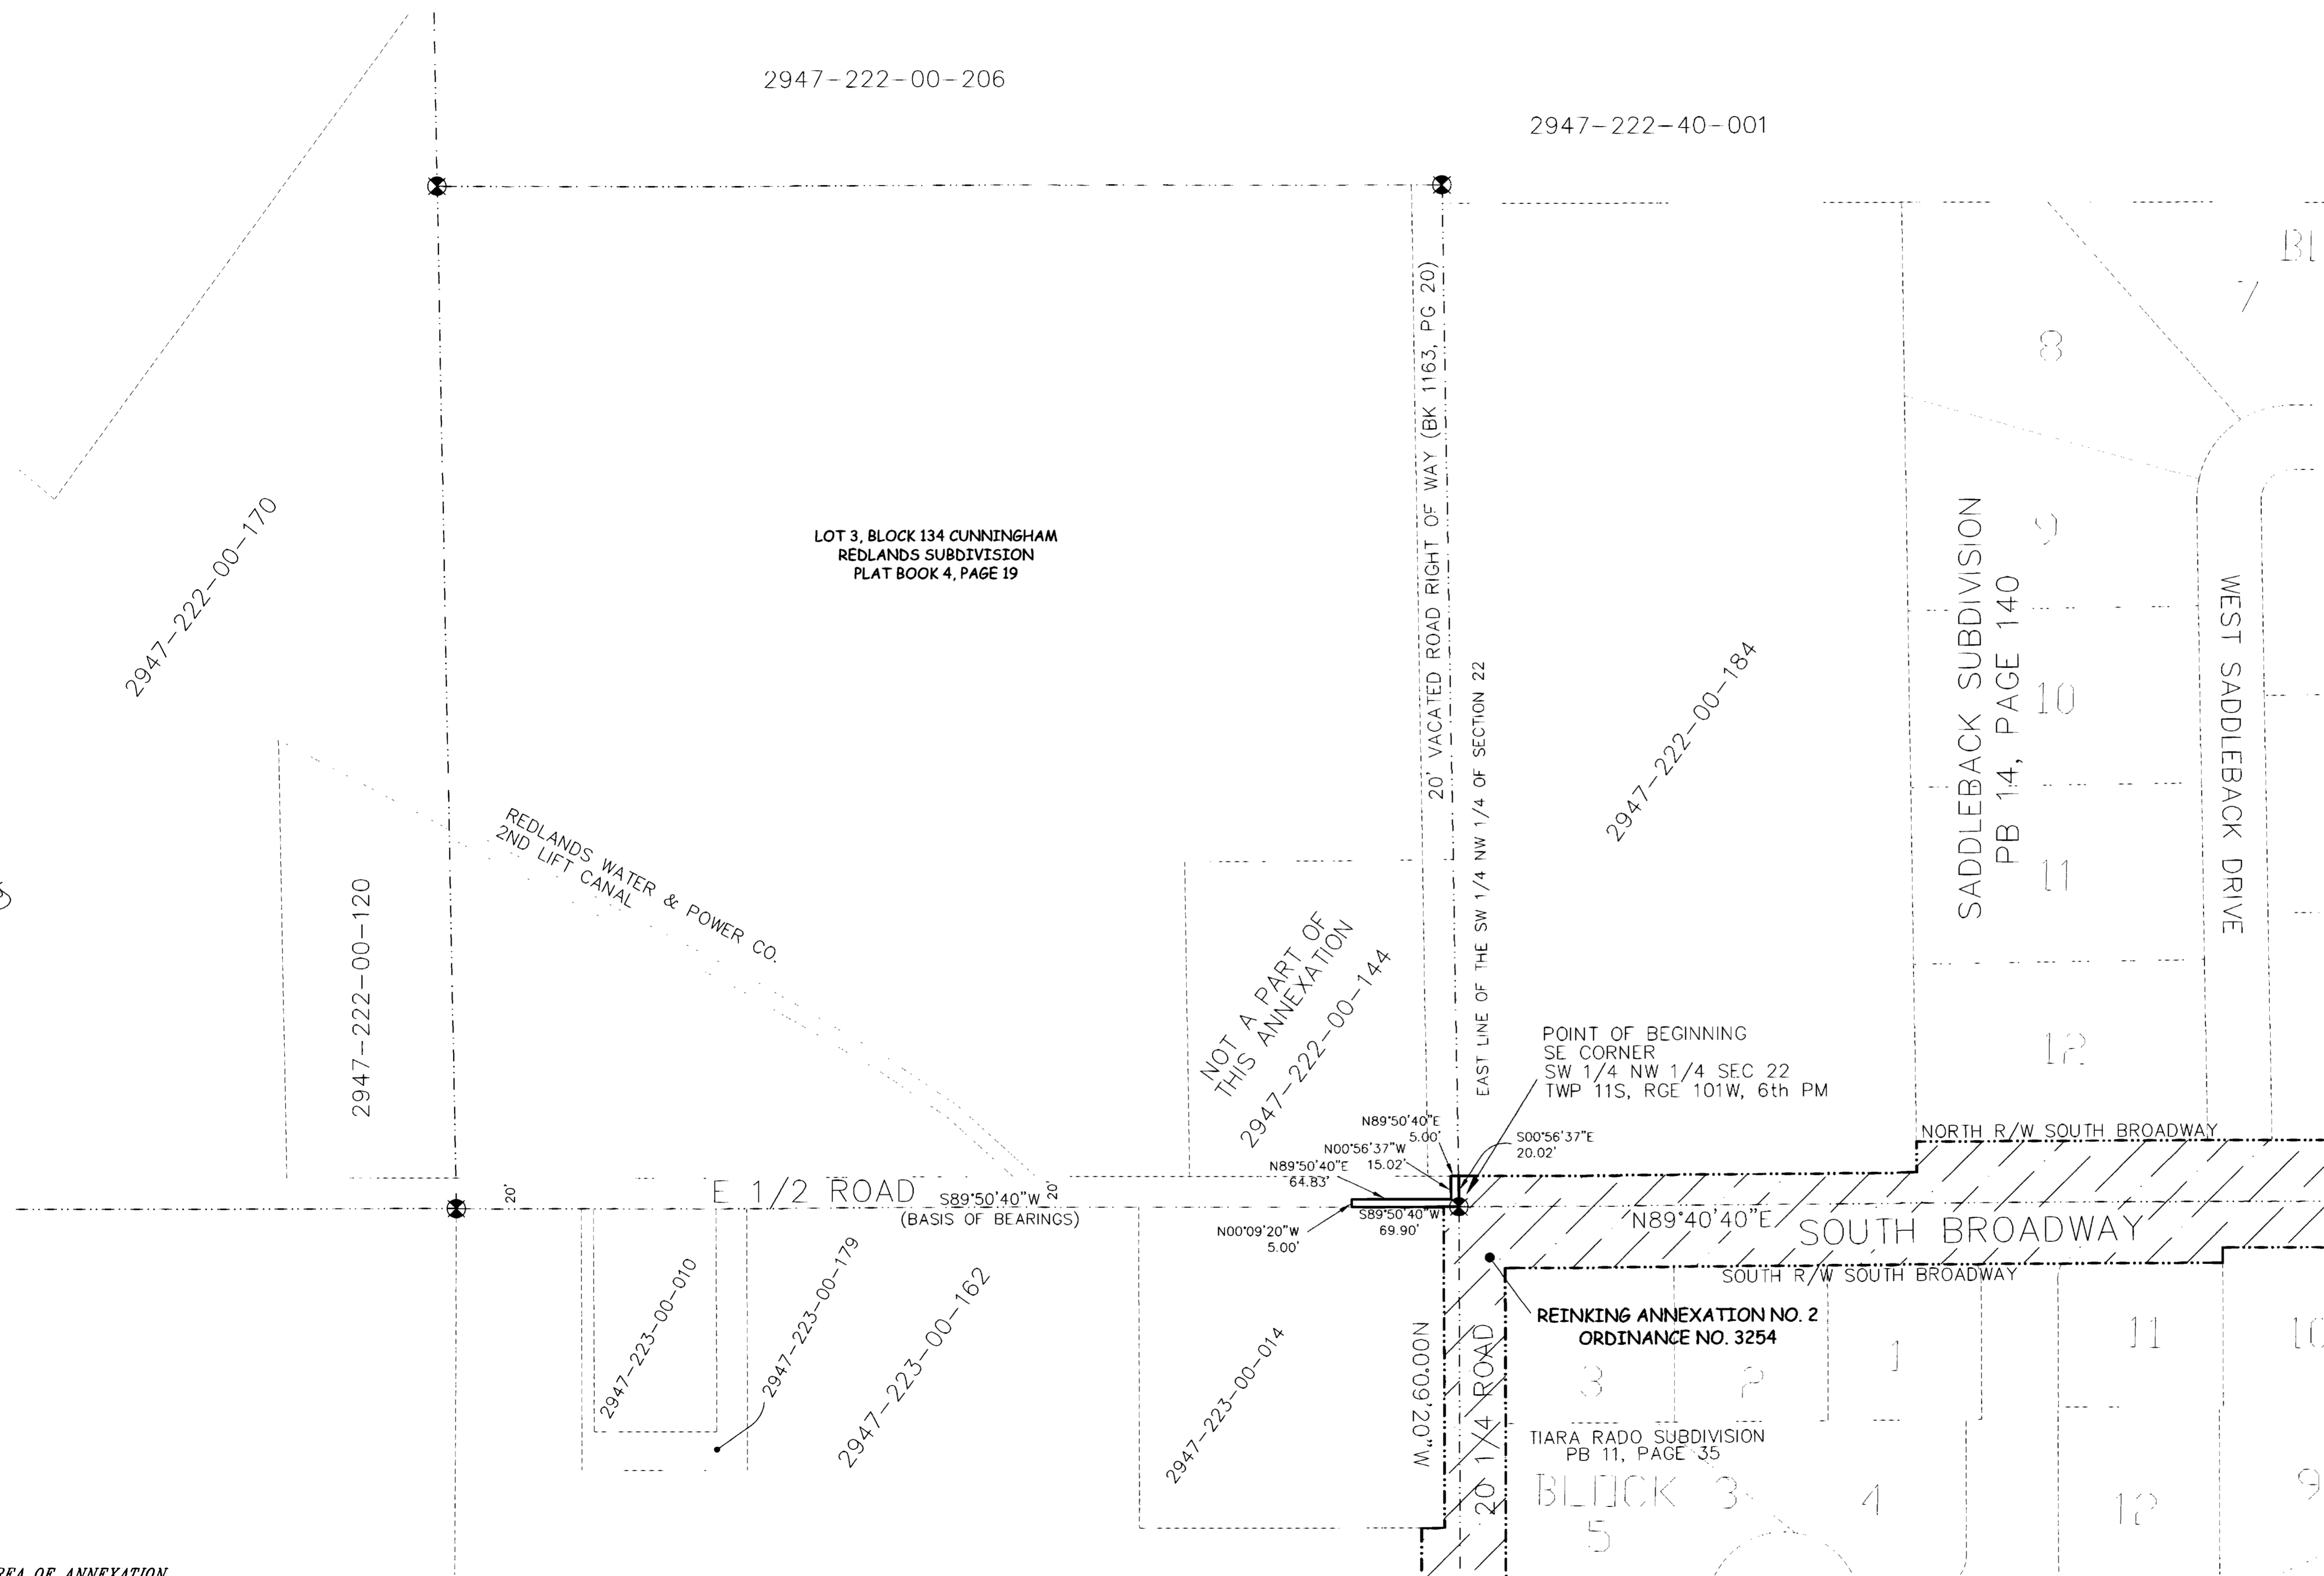 2947-222-00-206
2947-222-40-001
7
8
LOT 3, BLOCK 134 CUNNINGHAM
REDLANDS SUBDIVISION
PLAT BOOK 4, PAGE 19
2947-222-00-170
20' VACATED ROAD RIGHT OF WAY (BK 1163, PG 20)
EAST LINE OF THE SW 1/4 NW 1/4 OF SECTION 22
2947-222-00-184
SADDLEBACK SUBDIVISION
PB 14, PAGE 140
9
10
11
12
WEST SADDLEBACK DRIVE
REDLANDS WATER & POWER CO.
2ND LIFT CANAL
2947-222-00-120
NOT A PART OF
THIS ANNEXATION
2947-222-00-144
POINT OF BEGINNING
SE CORNER
SW 1/4 NW 1/4 SEC 22
TWP 11S, RGE 101W, 6th PM
N89°50'40"E
5.00'
N00°56'37"W
15.02'
S00°56'37"E
20.02'
N89°50'40"E
64.83'
NORTH R/W SOUTH BROADWAY
20'
E 1/2 ROAD
S89°50'40"W
20'
(BASIS OF BEARINGS)
S89°50'40"W
69.90'
N00°09'20"W
5.00'
N89°40'40"E
SOUTH BROADWAY
SOUTH R/W SOUTH BROADWAY
2947-223-00-010
2947-223-00-179
2947-223-00-162
2947-223-00-014
N00°09'20"W
20 1/4 ROAD
REINKING ANNEXATION NO. 2
ORDINANCE NO. 3254
3
2
1
11
10
TIARA RADO SUBDIVISION
PB 11, PAGE 35
BLOCK 3
5
4
12
9
AREA OF ANNEXATION